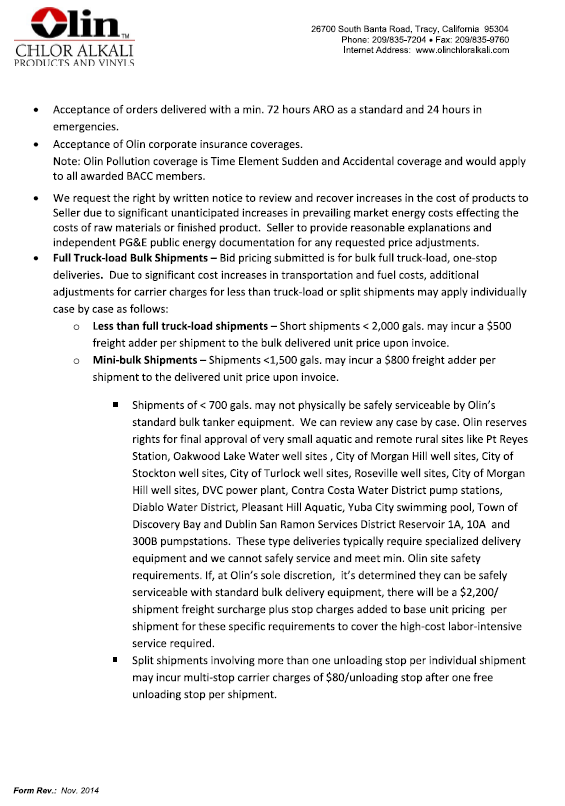 Olin™
CHLOR ALKALI
PRODUCTS AND VINYLS
26700 South Banta Road, Tracy, California 95304
Phone: 209/835-7204 • Fax: 209/835-9760
Internet Address: www.olinchloralkali.com
• Acceptance of orders delivered with a min. 72 hours ARO as a standard and 24 hours in
emergencies.
• Acceptance of Olin corporate insurance coverages.
Note: Olin Pollution coverage is Time Element Sudden and Accidental coverage and would apply
to all awarded BACC members.
• We request the right by written notice to review and recover increases in the cost of products to
Seller due to significant unanticipated increases in prevailing market energy costs effecting the
costs of raw materials or finished product. Seller to provide reasonable explanations and
independent PG&E public energy documentation for any requested price adjustments.
• Full Truck-load Bulk Shipments – Bid pricing submitted is for bulk full truck-load, one-stop
deliveries. Due to significant cost increases in transportation and fuel costs, additional
adjustments for carrier charges for less than truck-load or split shipments may apply individually
case by case as follows:
o Less than full truck-load shipments – Short shipments < 2,000 gals. may incur a $500
freight adder per shipment to the bulk delivered unit price upon invoice.
o Mini-bulk Shipments – Shipments <1,500 gal. may incur a $800 freight adder per
shipment to the delivered unit price upon invoice.
▪ Shipments of < 700 gals. may not physically be safely serviceable by Olin's
standard bulk tanker equipment. We can review any case by case. Olin reserves
rights for final approval of very small aquatic and remote rural sites like Pt Reyes
Station, Oakwood Lake Water well sites , City of Morgan Hill well sites, City of
Stockton well sites, City of Turlock well sites, Roseville well sites, City of Morgan
Hill well sites, DVC power plant, Contra Costa Water District pump stations,
Diablo Water District, Pleasant Hill Aquatic, Yuba City swimming pool, Town of
Discovery Bay and Dublin San Ramon Services District Reservoir 1A, 10A and
300B pumpstations. These type deliveries typically require specialized delivery
equipment and we cannot safely service and meet min. Olin site safety
requirements. If, at Olin's sole discretion, it's determined they can be safely
serviceable with standard bulk delivery equipment, there will be a $2,200/
shipment freight surcharge plus stop charges added to base unit pricing per
shipment for these specific requirements to cover the high-cost labor-intensive
service required.
▪ Split shipments involving more than one unloading stop per individual shipment
may incur multi-stop carrier charges of $80/unloading stop after one free
unloading stop per shipment.
Form Rev.: Nov. 2014